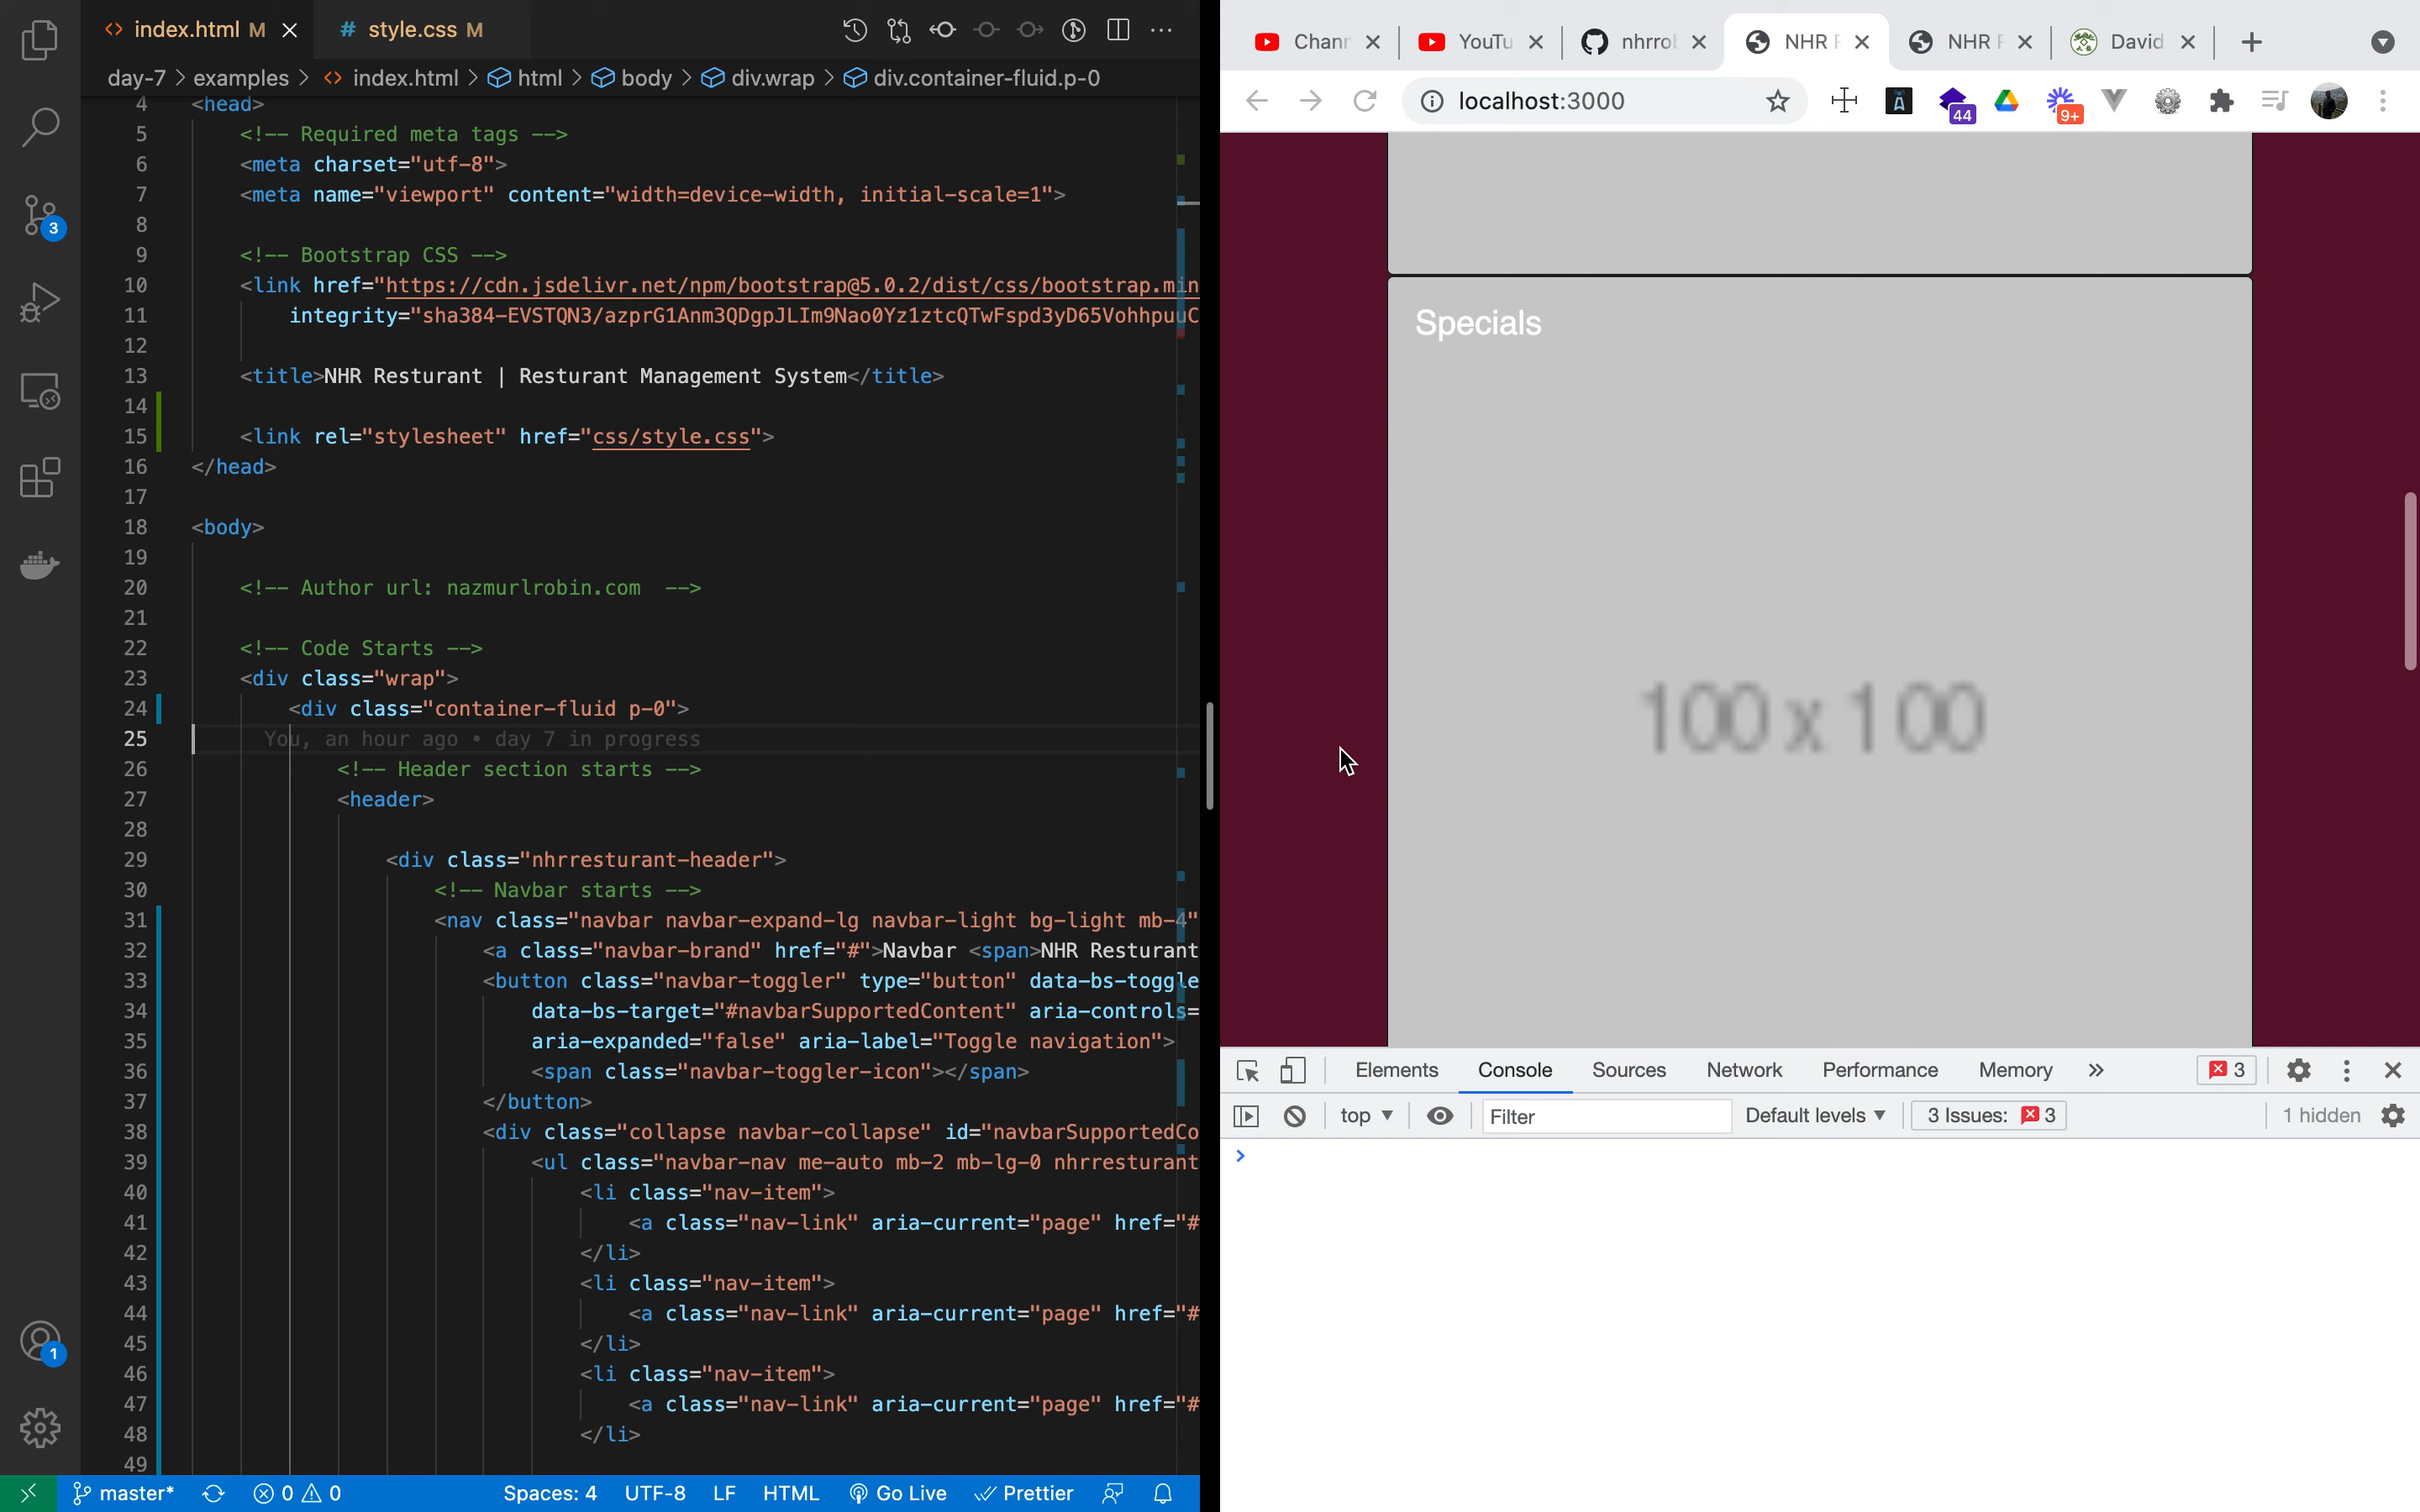 index.html M
# style.css M
day-7 > examples > <> index.html > html > body > div.wrap > div.container-fluid.p-0
4 <head>
5 <!-- Required meta tags -->
6 <meta charset="utf-8">
7 <meta name="viewport" content="width=device-width, initial-scale=1">
8
9 <!-- Bootstrap CSS -->
10 <link href="https://cdn.jsdelivr.net/npm/bootstrap@5.0.2/dist/css/bootstrap.min
11 integrity="sha384-EVSTQN3/azprG1Anm3QDgpJLIm9Nao0Yz1ztcQTwFspd3yD65VohhpuuC
12
13 <title>NHR Resturant | Resturant Management System</title>
14
15 <link rel="stylesheet" href="css/style.css">
16 </head>
17
18 <body>
19
20 <!-- Author url: nazmurlrobin.com -->
21
22 <!-- Code Starts -->
23 <div class="wrap">
24 <div class="container-fluid p-0">
25 You, an hour ago • day 7 in progress
26 <!-- Header section starts -->
27 <header>
28
29 <div class="nhrresturant-header">
30 <!-- Navbar starts -->
31 <nav class="navbar navbar-expand-lg navbar-light bg-light mb-4"
32 <a class="navbar-brand" href="#">Navbar <span>NHR Resturant
33 <button class="navbar-toggler" type="button" data-bs-toggle
34 data-bs-target="#navbarSupportedContent" aria-controls=
35 aria-expanded="false" aria-label="Toggle navigation">
36 <span class="navbar-toggler-icon"></span>
37 </button>
38 <div class="collapse navbar-collapse" id="navbarSupportedCo
39 <ul class="navbar-nav me-auto mb-2 mb-lg-0 nhrresturant
40 <li class="nav-item">
41 <a class="nav-link" aria-current="page" href="#
42 </li>
43 <li class="nav-item">
44 <a class="nav-link" aria-current="page" href="#
45 </li>
46 <li class="nav-item">
47 <a class="nav-link" aria-current="page" href="#
48 </li>
49
3
1
master* 0 0 Spaces: 4 UTF-8 LF HTML Go Live Prettier
Chann YouTu nhrrol NHR R NHR R David
localhost:3000
44 9+
Specials
100 x 100
Elements Console Sources Network Performance Memory » 3
top Filter Default levels 3 Issues: 3 1 hidden
>